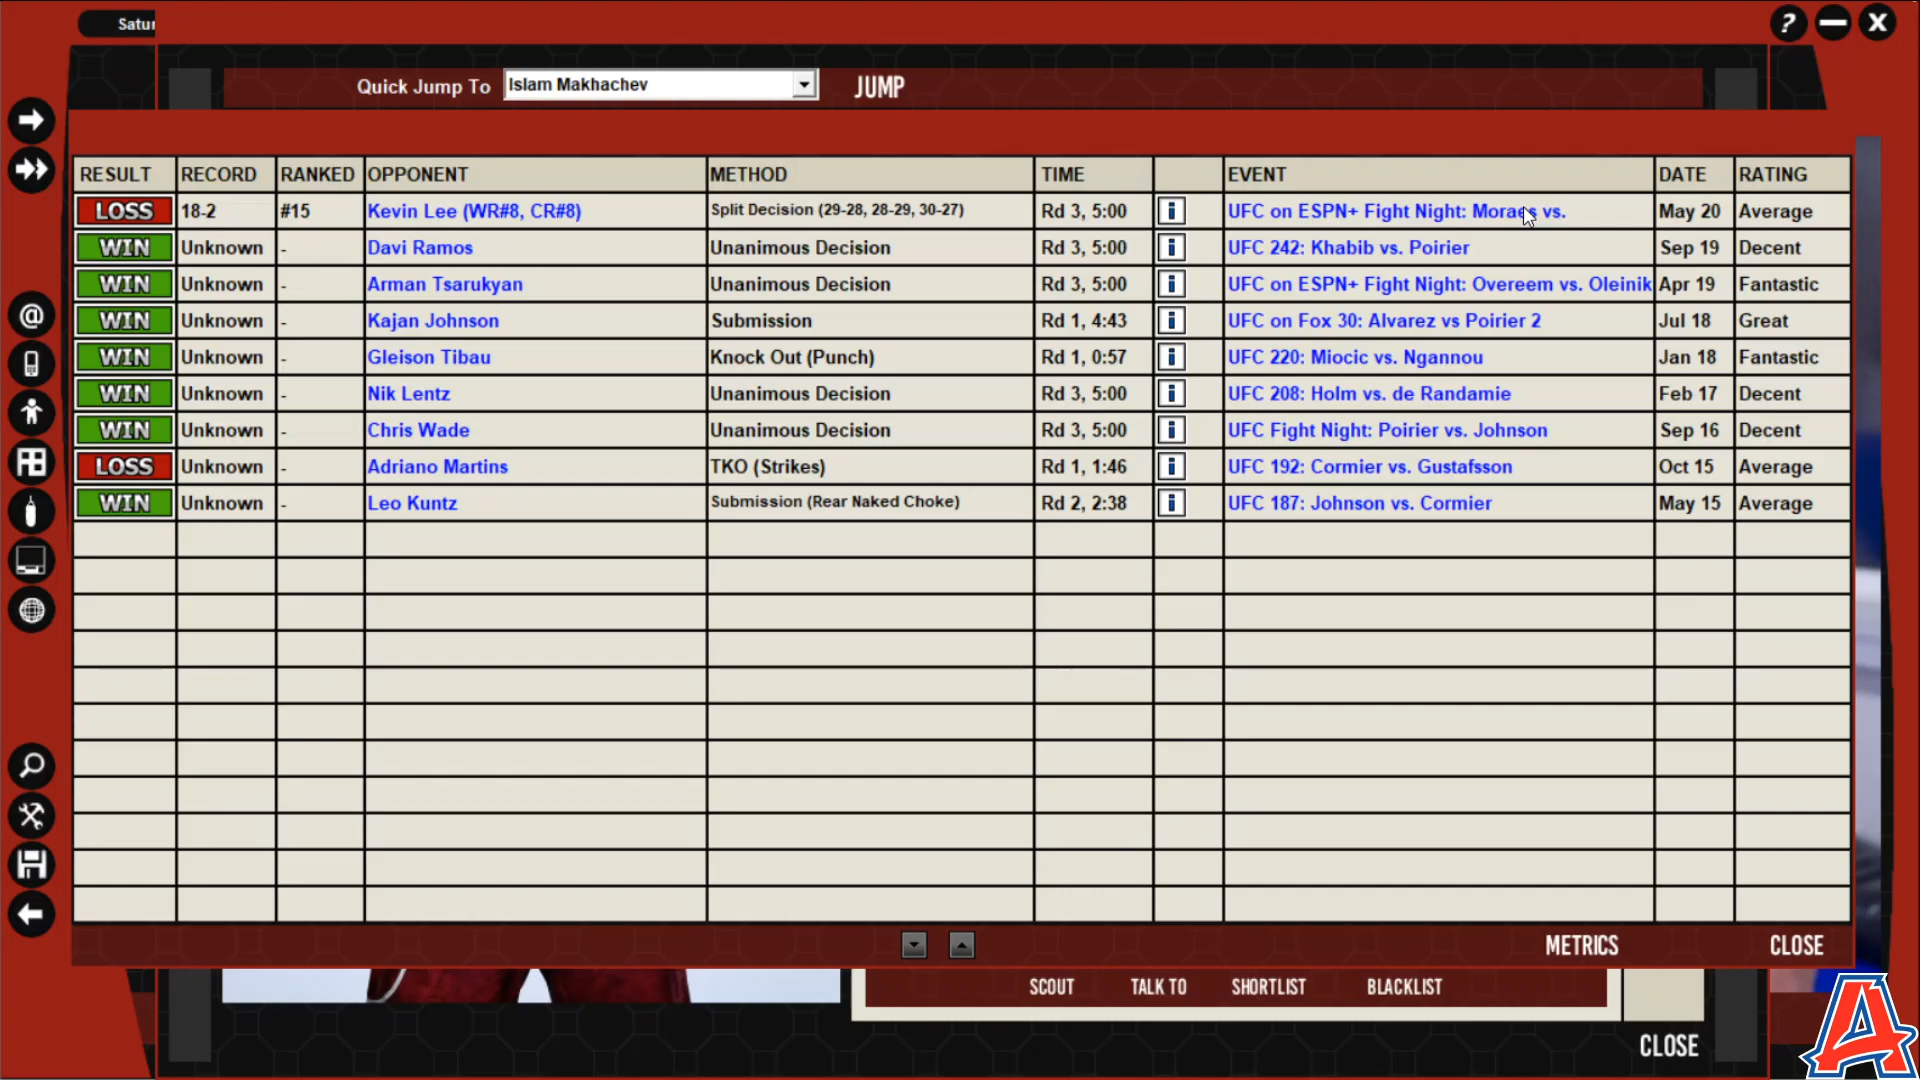 Satur
?
X
Quick Jump To Islam Makhachev JUMP
RESULT RECORD RANKED OPPONENT METHOD TIME EVENT DATE RATING
LOSS 18-2 #15 Kevin Lee (WR#8, CR#8) Split Decision (29-28, 28-29, 30-27) Rd 3, 5:00 i UFC on ESPN+ Fight Night: Moraes vs. May 20 Average
WIN Unknown - Davi Ramos Unanimous Decision Rd 3, 5:00 i UFC 242: Khabib vs. Poirier Sep 19 Decent
WIN Unknown - Arman Tsarukyan Unanimous Decision Rd 3, 5:00 i UFC on ESPN+ Fight Night: Overeem vs. Oleinik Apr 19 Fantastic
WIN Unknown - Kajan Johnson Submission Rd 1, 4:43 i UFC on Fox 30: Alvarez vs Poirier 2 Jul 18 Great
WIN Unknown - Gleison Tibau Knock Out (Punch) Rd 1, 0:57 i UFC 220: Miocic vs. Ngannou Jan 18 Fantastic
WIN Unknown - Nik Lentz Unanimous Decision Rd 3, 5:00 i UFC 208: Holm vs. de Randamie Feb 17 Decent
WIN Unknown - Chris Wade Unanimous Decision Rd 3, 5:00 i UFC Fight Night: Poirier vs. Johnson Sep 16 Decent
LOSS Unknown - Adriano Martins TKO (Strikes) Rd 1, 1:46 i UFC 192: Cormier vs. Gustafsson Oct 15 Average
WIN Unknown - Leo Kuntz Submission (Rear Naked Choke) Rd 2, 2:38 i UFC 187: Johnson vs. Cormier May 15 Average
METRICS CLOSE
SCOUT TALK TO SHORTLIST BLACKLIST
CLOSE
A
@